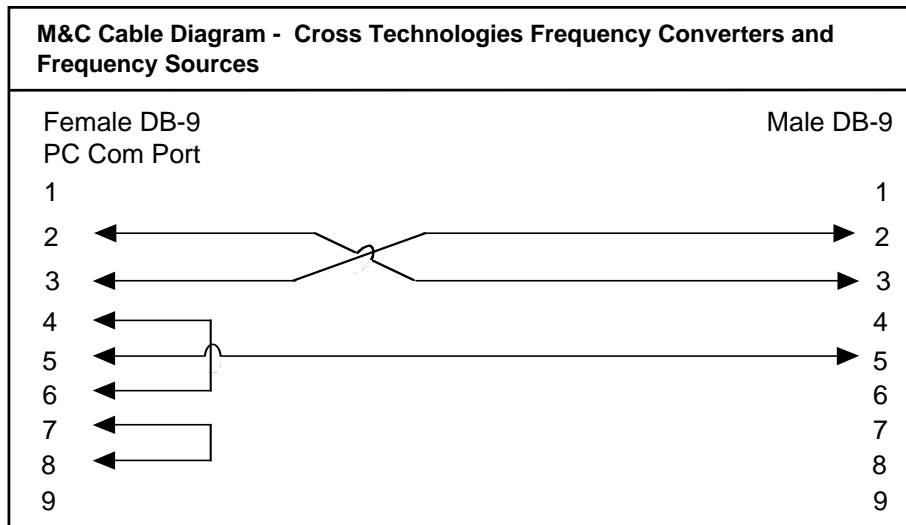 M&C Cable Diagram - Cross Technologies Frequency Converters and
Frequency Sources
Female DB-9 Male DB-9
PC Com Port
1 1
2 2
3 3
4 4
5 5
6 6
7 7
8 8
9 9